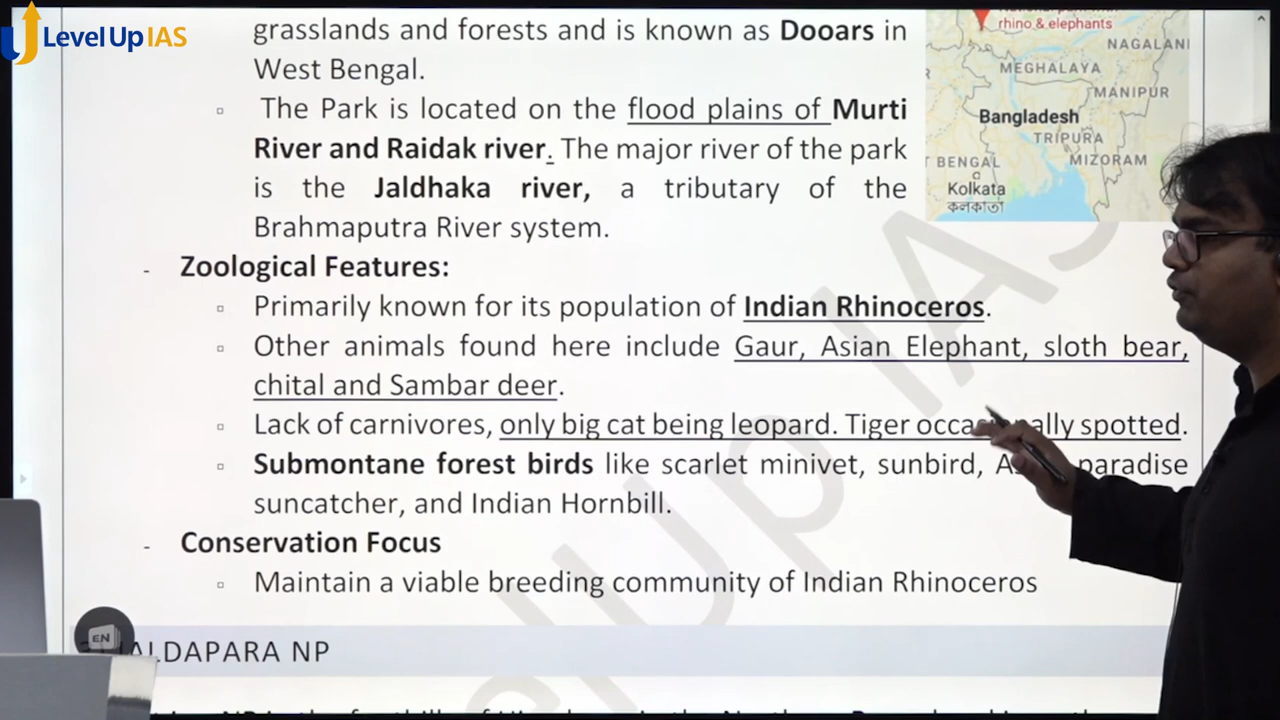 Level Up IAS
grasslands and forests and is known as Dooars in
West Bengal.
▫ The Park is located on the flood plains of Murti
River and Raidak river. The major river of the park
is the Jaldhaka river, a tributary of the
Brahmaputra River system.
- Zoological Features:
▫ Primarily known for its population of Indian Rhinoceros.
▫ Other animals found here include Gaur, Asian Elephant, sloth bear,
chital and Sambar deer.
▫ Lack of carnivores, only big cat being leopard. Tiger occasionally spotted.
▫ Submontane forest birds like scarlet minivet, sunbird, paradise
suncatcher, and Indian Hornbill.
- Conservation Focus
▫ Maintain a viable breeding community of Indian Rhinoceros
ALDAPARA NP
rhino & elephants
NAGALAN
MEGHALAYA
MANIPUR
Bangladesh
TRIPURA
BENGAL
MIZORAM
Kolkata
কলকাতা
EN
Up IAS